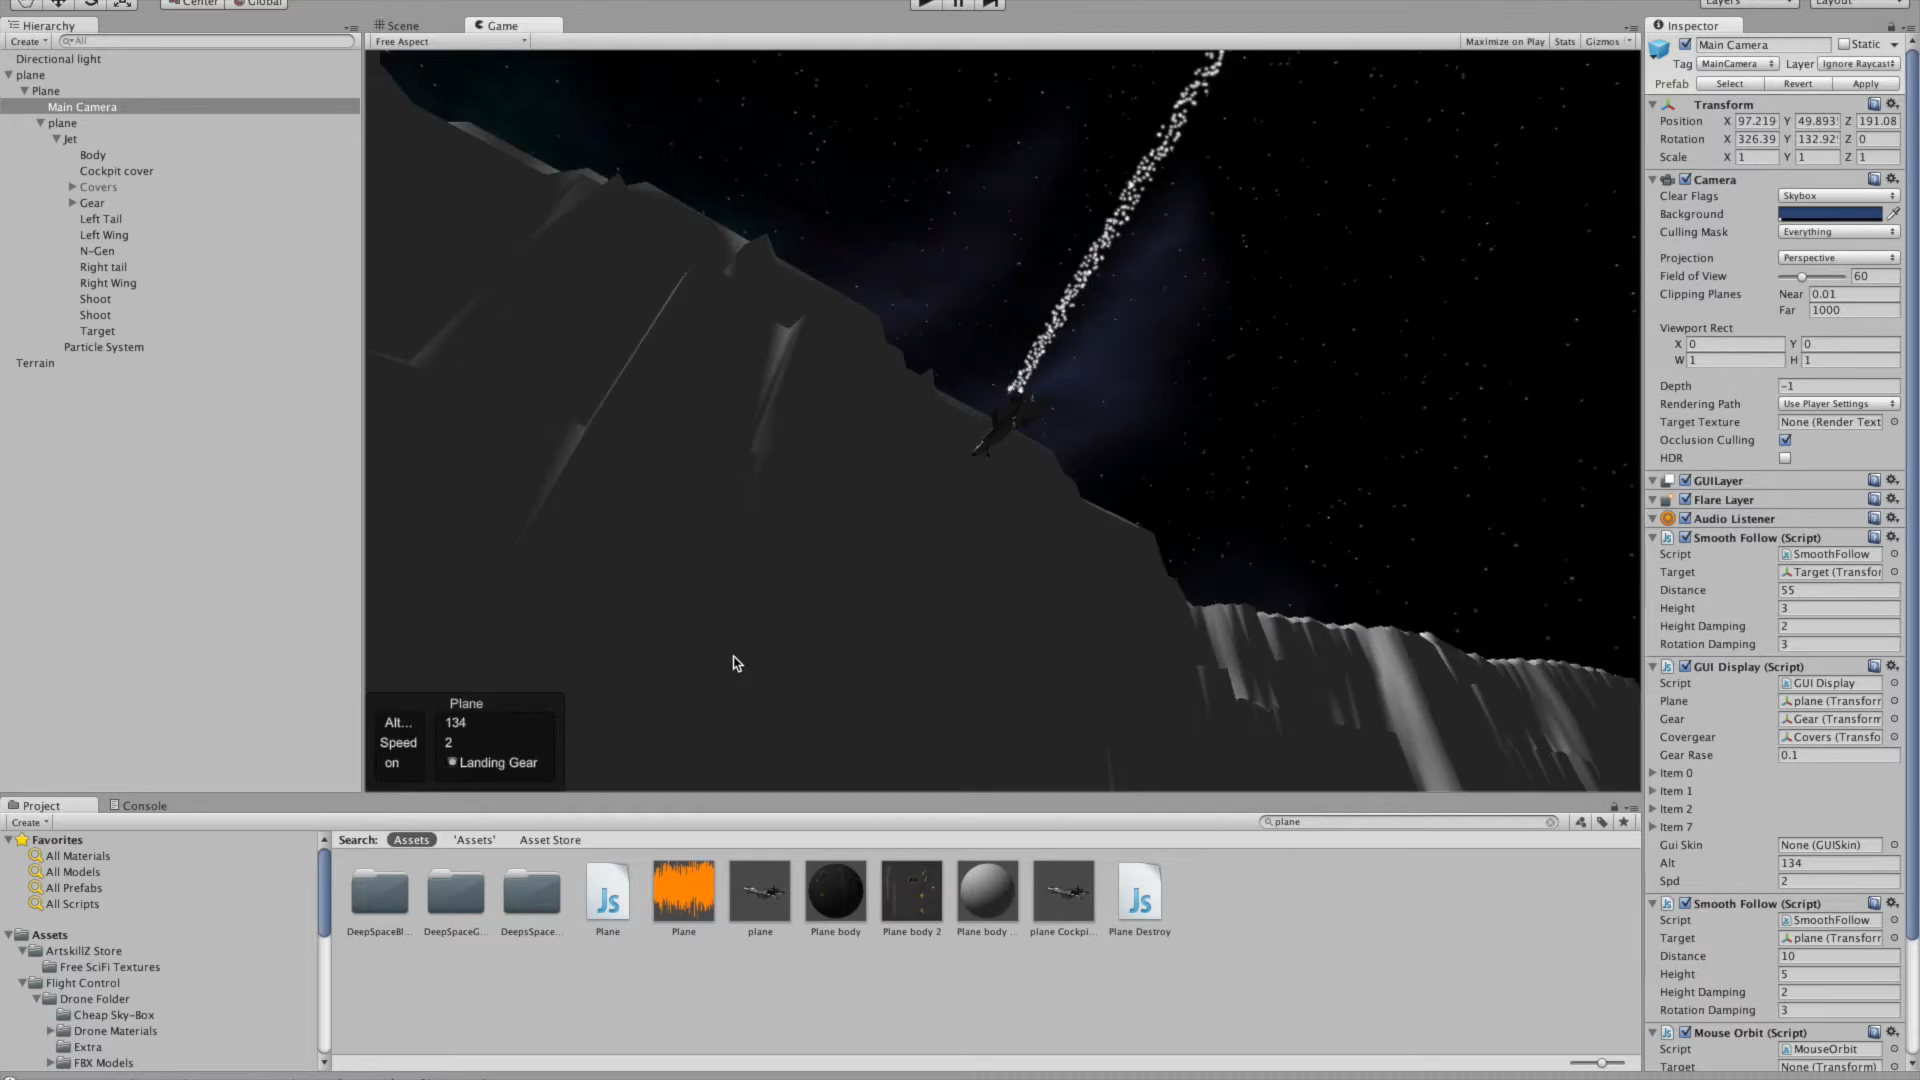 Center
Global
Layers
Layout
Hierarchy
Create
All
Directional light
plane
Plane
Main Camera
plane
Jet
Body
Cockpit cover
Covers
Gear
Left Tail
Left Wing
N-Gen
Right tail
Right Wing
Shoot
Shoot
Target
Particle System
Terrain
Scene
Game
Free Aspect
Maximize on Play
Stats
Gizmos
Plane
Alt... 134
Speed 2
on Landing Gear
Inspector
Main Camera
Static
Tag MainCamera Layer Ignore Raycast
Prefab Select Revert Apply
Transform
Position X 97.219 Y 49.893 Z 191.08
Rotation X 326.39 Y 132.92 Z 0
Scale X 1 Y 1 Z 1
Camera
Clear Flags Skybox
Background
Culling Mask Everything
Projection Perspective
Field of View 60
Clipping Planes Near 0.01
Far 1000
Viewport Rect
X 0 Y 0
W 1 H 1
Depth -1
Rendering Path Use Player Settings
Target Texture None (Render Text
Occlusion Culling
HDR
GUILayer
Flare Layer
Audio Listener
Smooth Follow (Script)
Script SmoothFollow
Target Target (Transfor
Distance 55
Height 3
Height Damping 2
Rotation Damping 3
GUI Display (Script)
Script GUI Display
Plane plane (Transforr
Gear Gear (Transform
Covergear Covers (Transfo
Gear Rase 0.1
Item 0
Item 1
Item 2
Item 7
Gui Skin None (GUISkin)
Alt 134
Spd 2
Smooth Follow (Script)
Script SmoothFollow
Target plane (Transforr
Distance 10
Height 5
Height Damping 2
Rotation Damping 3
Mouse Orbit (Script)
Script MouseOrbit
Target None (Transform)
Project
Console
Create
plane
Favorites
All Materials
All Models
All Prefabs
All Scripts
Assets
ArtskillZ Store
Free SciFi Textures
Flight Control
Drone Folder
Cheap Sky-Box
Drone Materials
Extra
FBX Models
Search: Assets 'Assets' Asset Store
Js
Js
DeepSpaceBl...
DeepSpaceG...
DeepsSpace...
Plane
Plane
plane
Plane body
Plane body 2
Plane body ...
plane Cockpi...
Plane Destroy